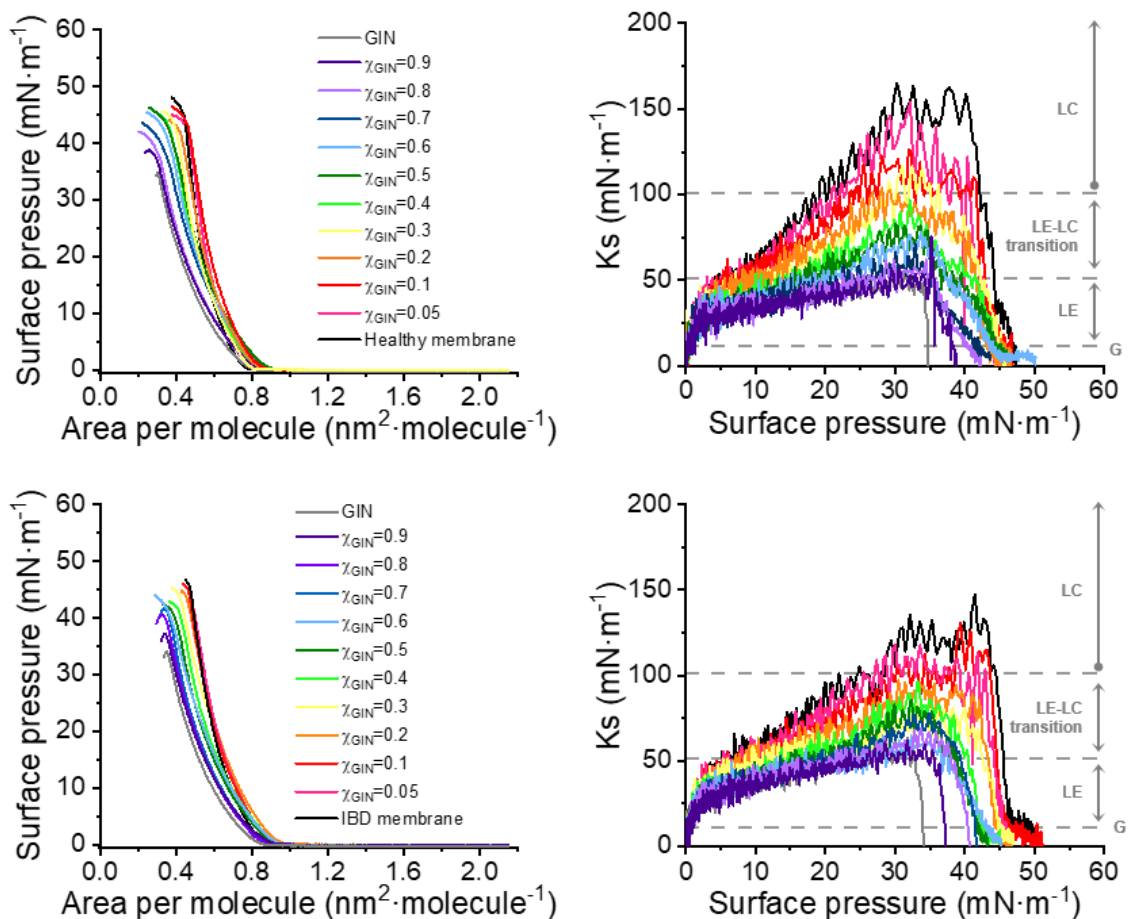 Surface pressure (mN·m-1)
60
50
40
30
20
10
0
0.0
0.4
0.8
1.2
1.6
2.0
Area per molecule (nm2·molecule-1)
GIN
χGIN=0.9
χGIN=0.8
χGIN=0.7
χGIN=0.6
χGIN=0.5
χGIN=0.4
χGIN=0.3
χGIN=0.2
χGIN=0.1
χGIN=0.05
Healthy membrane
Ks (mN·m-1)
200
150
100
50
0
0
10
20
30
40
50
60
Surface pressure (mN·m-1)
LC
LE-LC
transition
LE
G
Surface pressure (mN·m-1)
60
50
40
30
20
10
0
0.0
0.4
0.8
1.2
1.6
2.0
Area per molecule (nm2·molecule-1)
GIN
χGIN=0.9
χGIN=0.8
χGIN=0.7
χGIN=0.6
χGIN=0.5
χGIN=0.4
χGIN=0.3
χGIN=0.2
χGIN=0.1
χGIN=0.05
IBD membrane
Ks (mN·m-1)
200
150
100
50
0
0
10
20
30
40
50
60
Surface pressure (mN·m-1)
LC
LE-LC
transition
LE
G